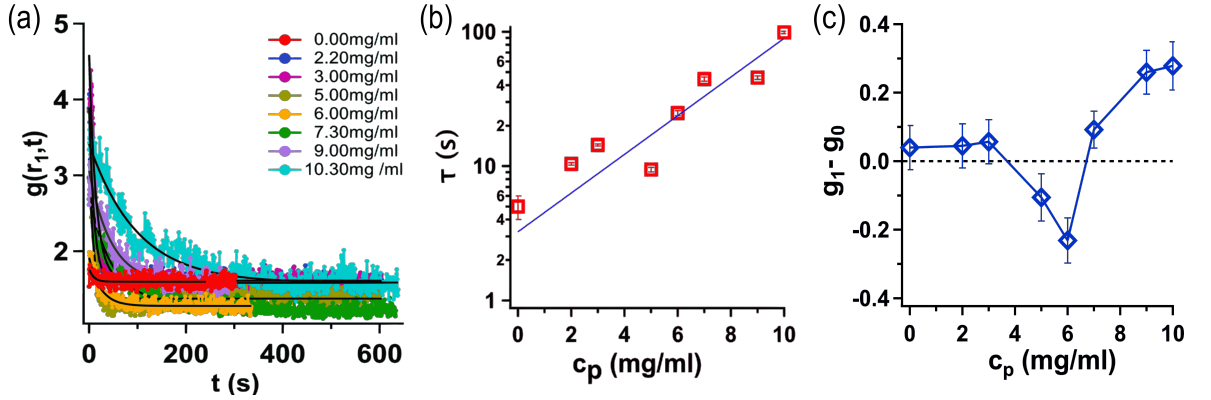 (a)
5
4
3
2
g(r1,t)
0
200
400
600
t (s)
0.00mg/ml
2.20mg/ml
3.00mg/ml
5.00mg/ml
6.00mg/ml
7.30mg/ml
9.00mg/ml
10.30mg /ml
(b)
100
6
4
2
10
6
4
2
1
τ (s)
0
2
4
6
8
10
cp (mg/ml)
(c)
0.4
0.2
0.0
-0.2
-0.4
g1- g0
0
2
4
6
8
10
cp (mg/ml)